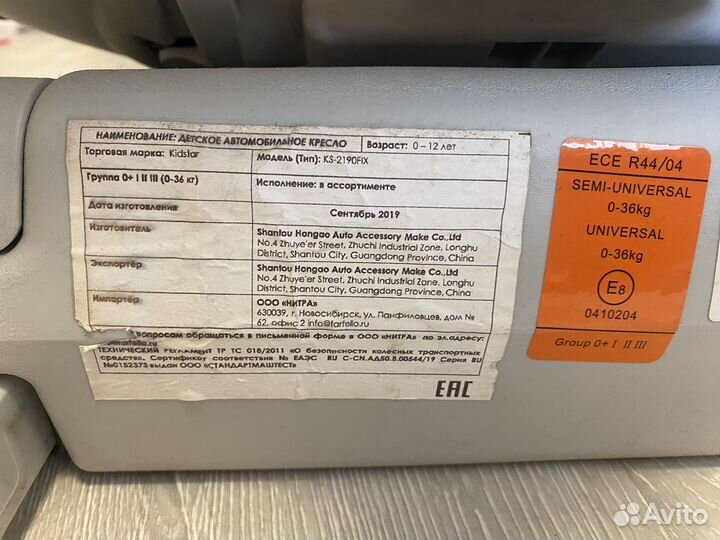 НАИМЕНОВАНИЕ: ДЕТСКОЕ АВТОМОБИЛЬНОЕ КРЕСЛО
Возраст: 0 – 12 лет
Торговая марка: Kidstar
Модель (Тип): KS-2190FIX
Группа 0+ I II III (0-36 кг)
Исполнение: в ассортименте
Дата изготовления
Сентябрь 2019
Изготовитель
Shantou Hongao Auto Accessory Make Co.,Ltd
No.4 Zhuye'er Street, Zhuchi Industrial Zone, Longhu
District, Shantou City, Guangdong Province, China
Экспортёр
Shantou Hongao Auto Accessory Make Co.,Ltd
No.4 Zhuye'er Street, Zhuchi Industrial Zone, Longhu
District, Shantou City, Guangdong Province, China
Импортёр
ООО «НИТРА»
630039, г. Новосибирск, ул. Панфиловцев, дом №
62, офис 2 info@farfello.ru
вопросам обращаться в письменной форме в ООО «НИТРА» по эл.адресу:
@farfello.ru
ТЕХНИЧЕСКИЙ РЕГЛАМЕНТ ТР ТС 018/2011 «О безопасности колесных транспортных
средств». Сертификат соответствия № ЕАЭС RU C-CN.АД50.В.00544/19 Серия RU
№0152373 выдан ООО «СТАНДАРТМАШТЕСТ»
EAC
ECE R44/04
SEMI-UNIVERSAL
0-36kg
UNIVERSAL
0-36kg
E8
0410204
Group 0+ I II III
Avito